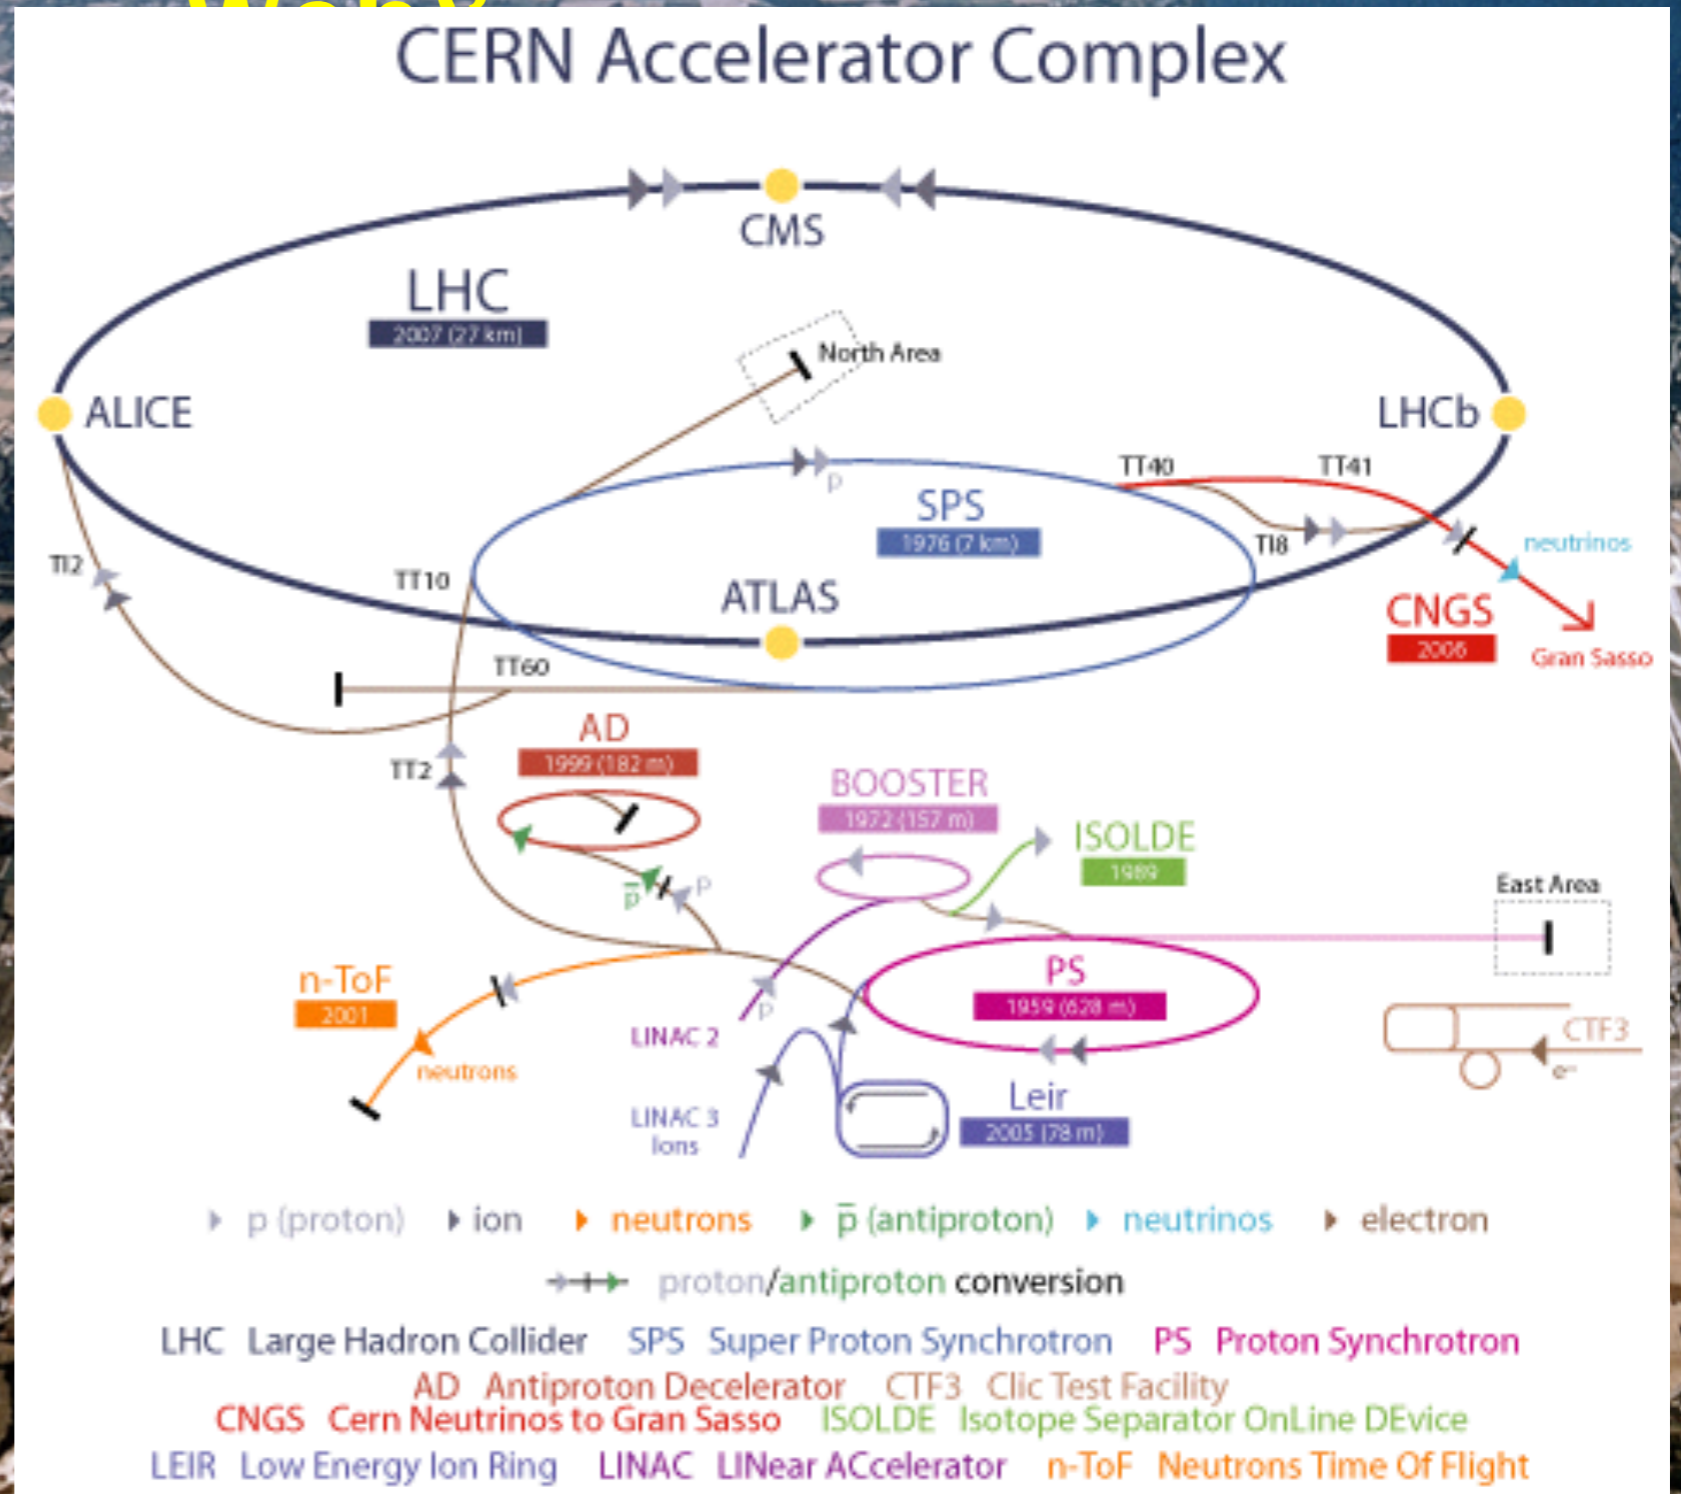 CERN Accelerator Complex
CMS
LHC
2007 (27 km)
North Area
ALICE
LHCb
TT40
TT41
p
SPS
1976 (7 km)
TI8
neutrinos
TI2
TT10
ATLAS
CNGS
2006
Gran Sasso
TT60
AD
1999 (182 m)
TT2
BOOSTER
1972 (157 m)
ISOLDE
1989
p̅
p
East Area
n-ToF
2001
PS
1959 (628 m)
p
LINAC 2
CTF3
e-
neutrons
Leir
2005 (78 m)
LINAC 3
Ions
p (proton) ion neutrons p̅ (antiproton) neutrinos electron
proton/antiproton conversion
LHC Large Hadron Collider SPS Super Proton Synchrotron PS Proton Synchrotron
AD Antiproton Decelerator CTF3 Clic Test Facility
CNGS Cern Neutrinos to Gran Sasso ISOLDE Isotope Separator OnLine DEvice
LEIR Low Energy Ion Ring LINAC LINear ACcelerator n-ToF Neutrons Time Of Flight